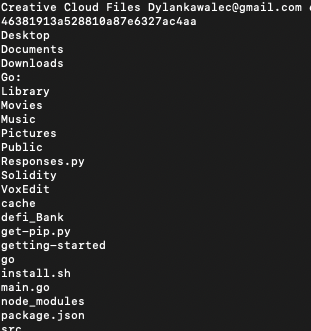 Creative Cloud Files Dylankawalec@gmail.com
46381913a528810a87e6327ac4aa
Desktop
Documents
Downloads
Go:
Library
Movies
Music
Pictures
Public
Responses.py
Solidity
VoxEdit
cache
defi_Bank
get-pip.py
getting-started
go
install.sh
main.go
node_modules
package.json
src